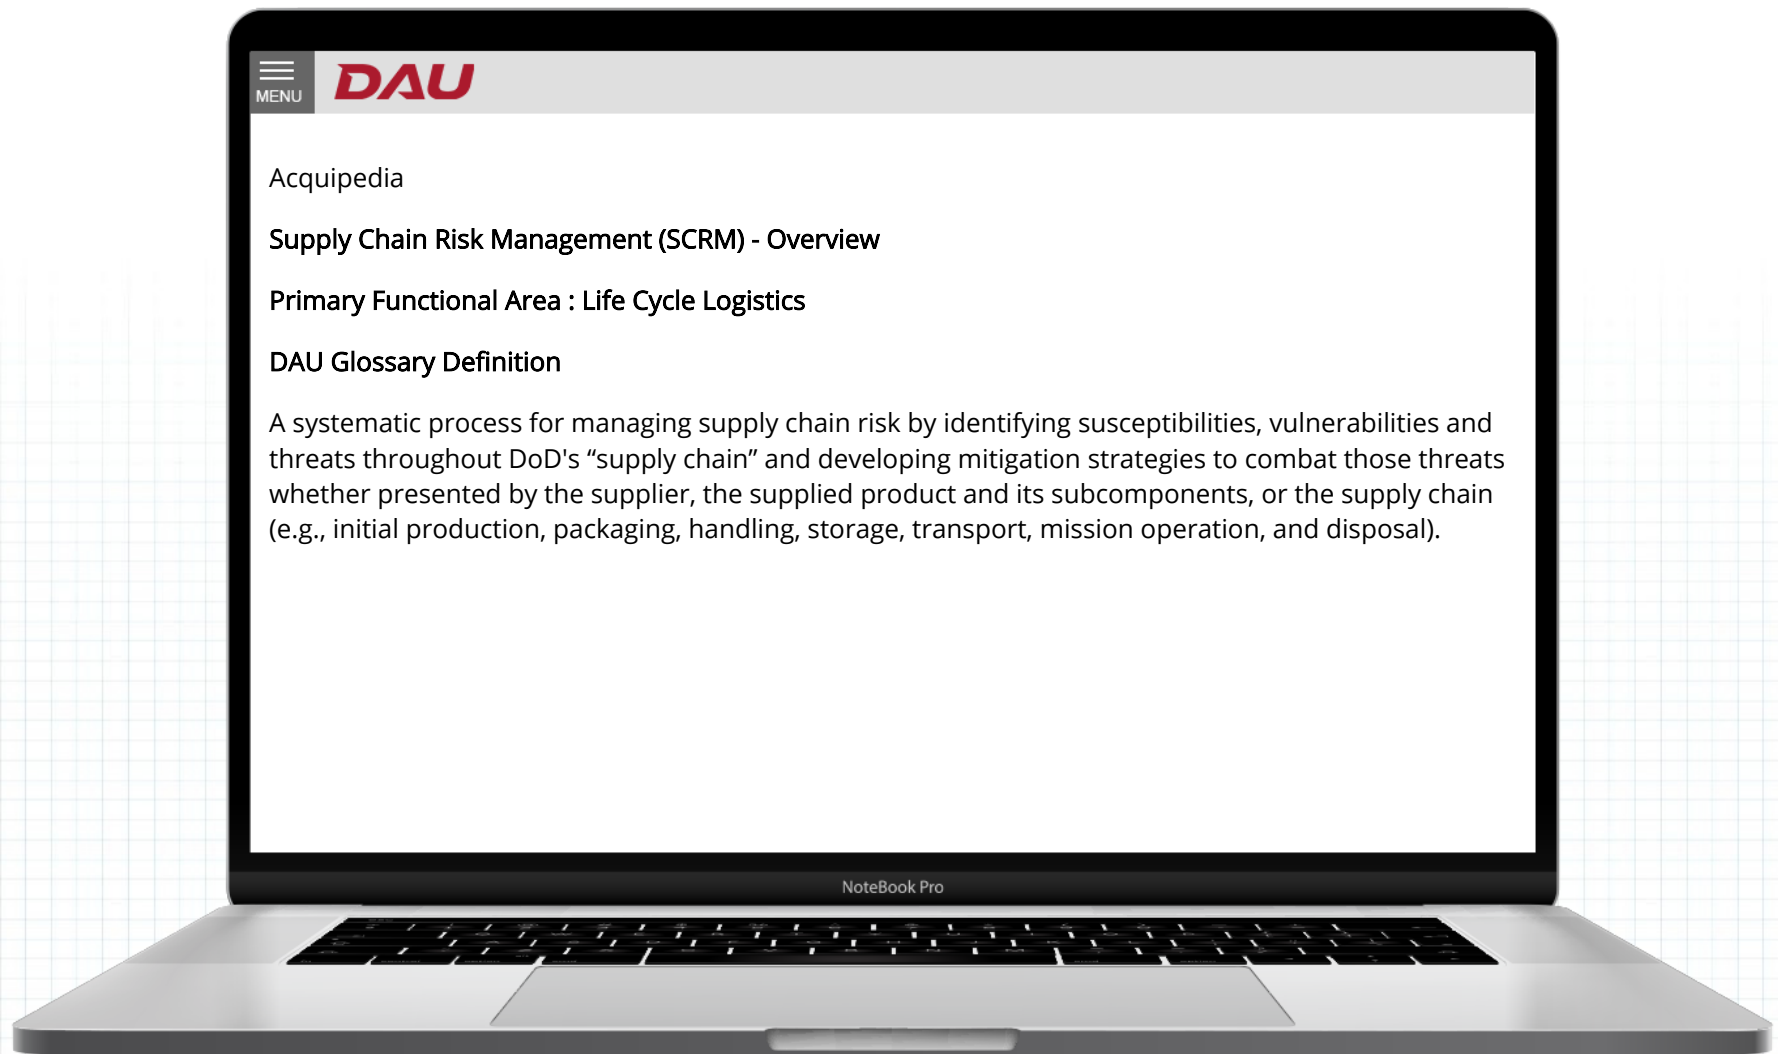 MENU
DAU
Acquipedia
Supply Chain Risk Management (SCRM) - Overview
Primary Functional Area : Life Cycle Logistics
DAU Glossary Definition
A systematic process for managing supply chain risk by identifying susceptibilities, vulnerabilities and
threats throughout DoD's “supply chain” and developing mitigation strategies to combat those threats
whether presented by the supplier, the supplied product and its subcomponents, or the supply chain
(e.g., initial production, packaging, handling, storage, transport, mission operation, and disposal).
NoteBook Pro